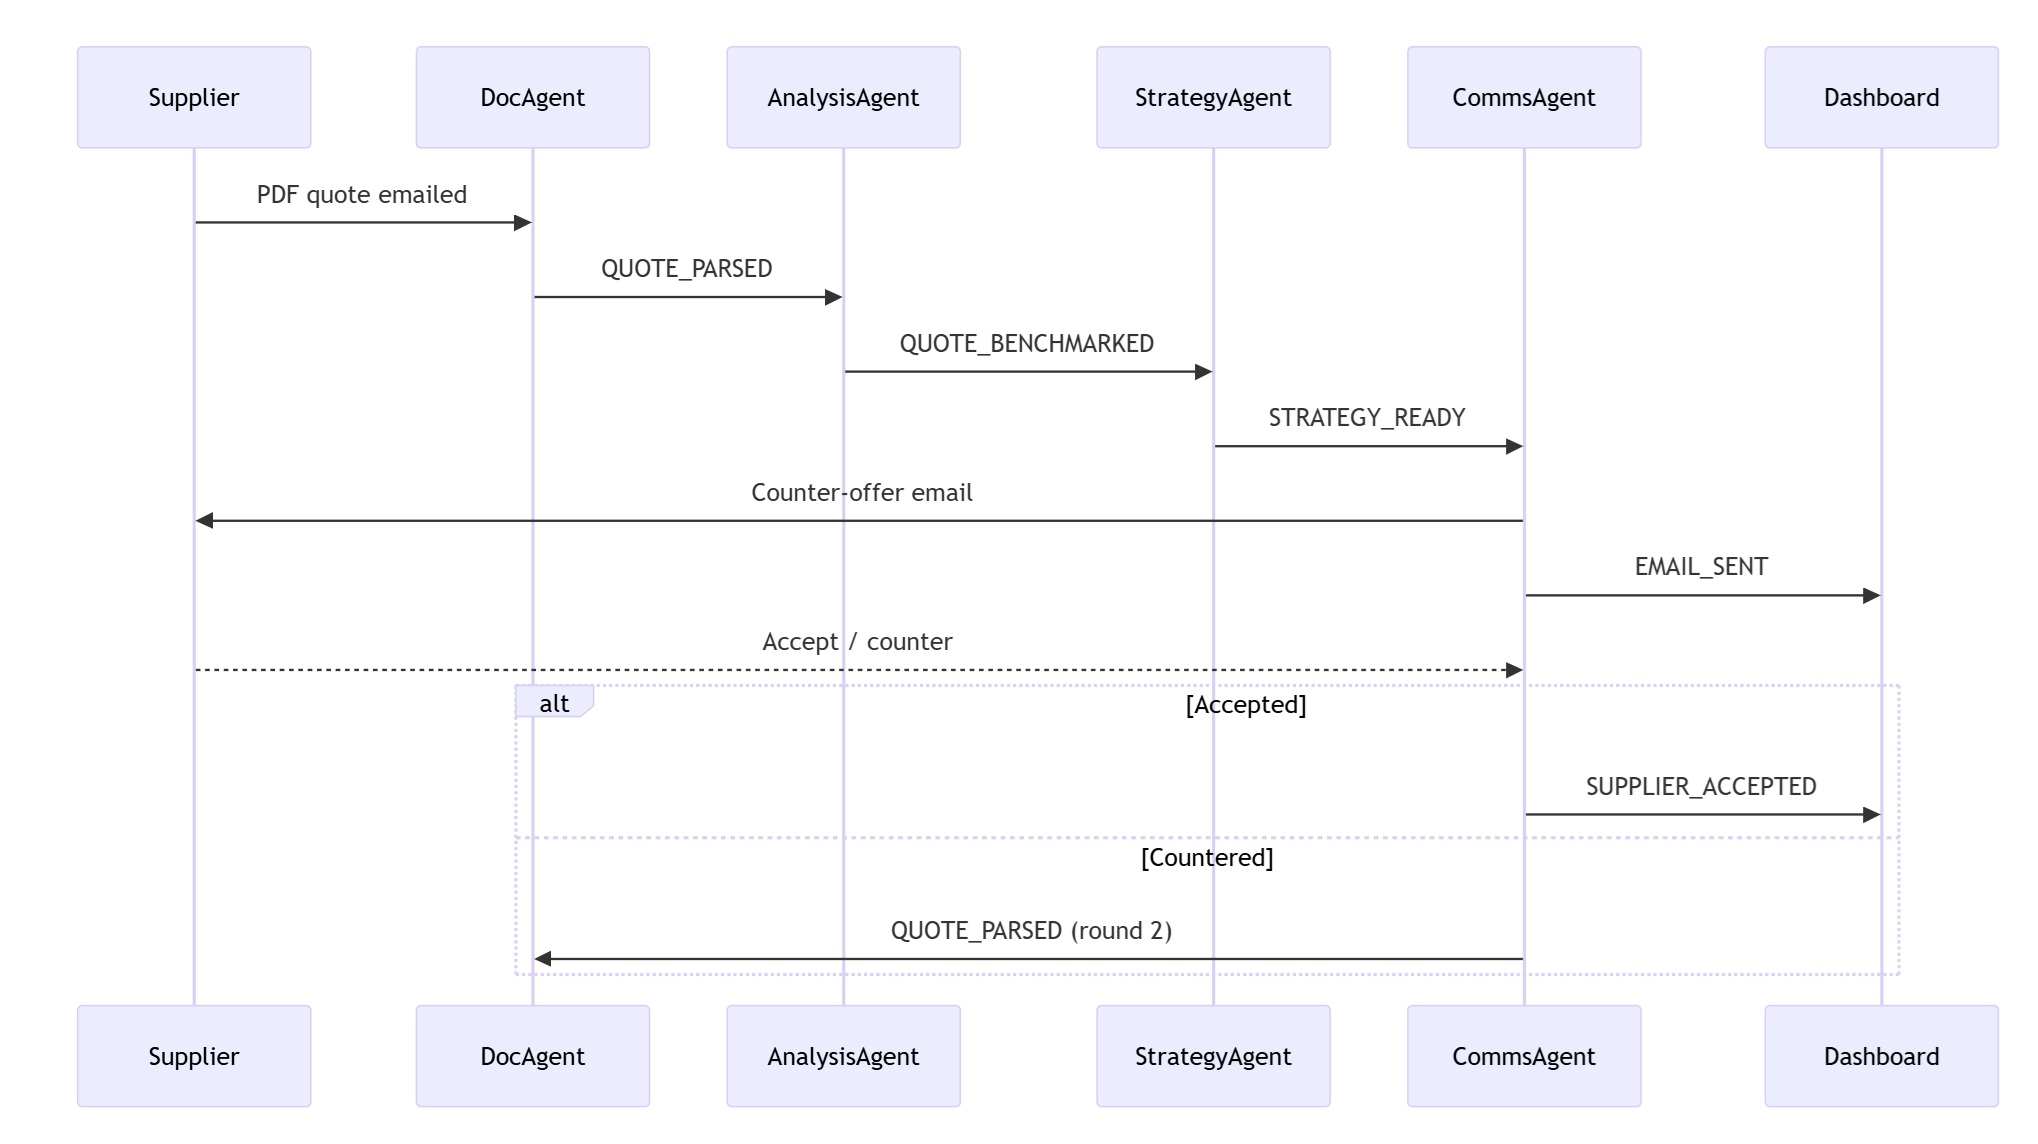 Supplier
DocAgent
AnalysisAgent
StrategyAgent
CommsAgent
Dashboard
PDF quote emailed
QUOTE_PARSED
QUOTE_BENCHMARKED
STRATEGY_READY
Counter-offer email
EMAIL_SENT
Accept / counter
alt
[Accepted]
SUPPLIER_ACCEPTED
[Countered]
QUOTE_PARSED (round 2)
Supplier
DocAgent
AnalysisAgent
StrategyAgent
CommsAgent
Dashboard